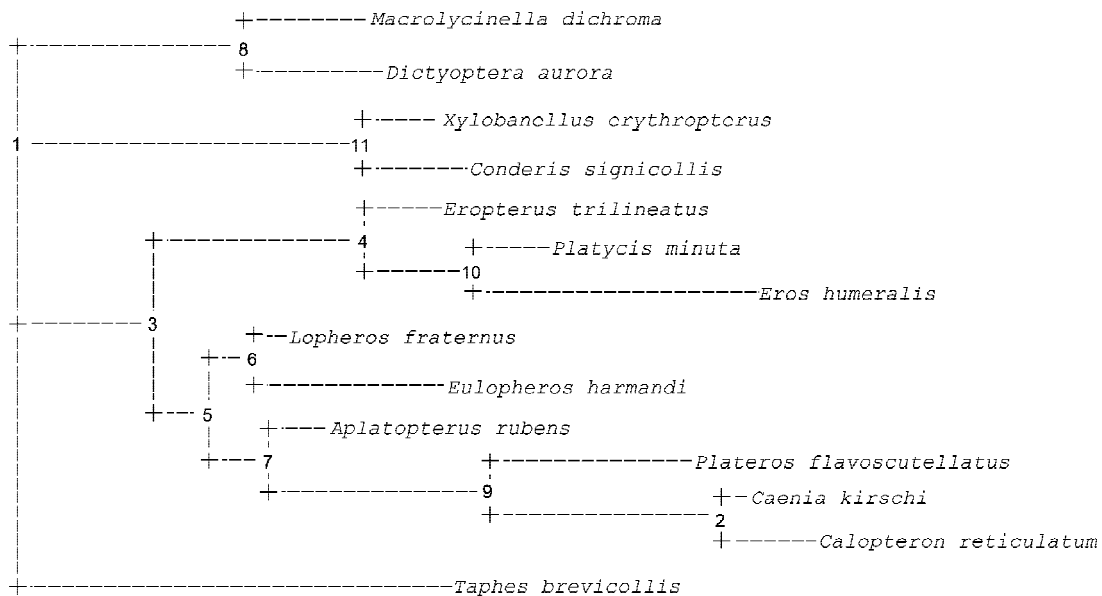 Macrolycinella dichroma
8
Dictyoptera aurora
Xylobanellus erythropterus
1
11
Conderis signicollis
Eropterus trilineatus
4
Platycis minuta
10
Eros humeralis
3
Lopheros fraternus
6
Eulopheros harmandi
5
Aplatopterus rubens
7
Plateros flavoscutellatus
9
Caenia kirschi
2
Calopteron reticulatum
Taphes brevicollis